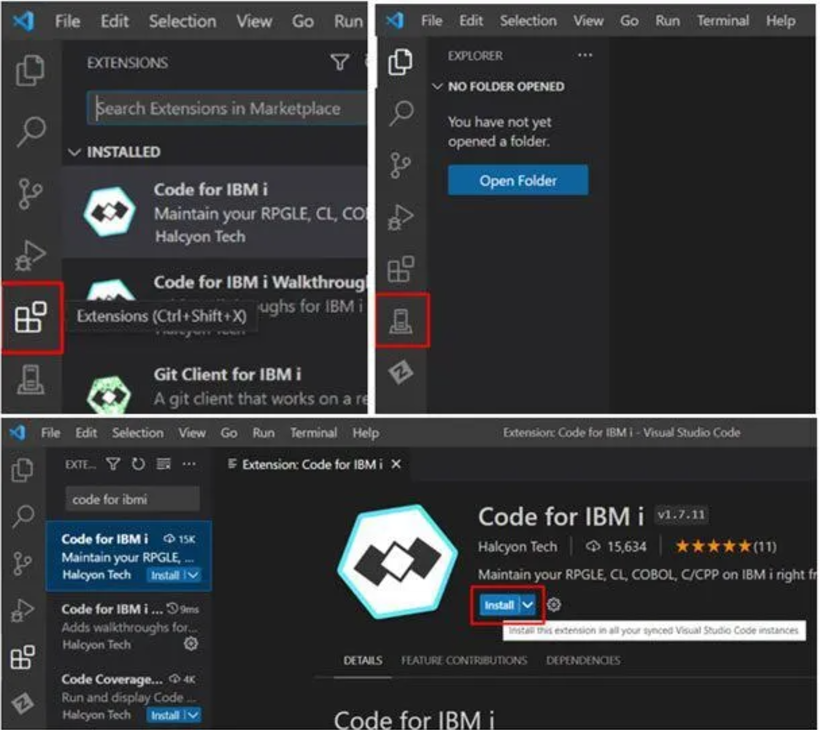 File Edit Selection View Go Run
EXTENSIONS
Search Extensions in Marketplace
INSTALLED
Code for IBM i
Maintain your RPGLE, CL, COB
Halcyon Tech
Code for IBM i Walkthroug
oughs for IBM i
Extensions (Ctrl+Shift+X)
Halcyon Tech
Git Client for IBM i
A git client that works on a re
File Edit Selection View Go Run Terminal Help
EXPLORER ...
NO FOLDER OPENED
You have not yet
opened a folder.
Open Folder
File Edit Selection View Go Run Terminal Help Extension: Code for IBM i - Visual Studio Code
EXTE... ...
Extension: Code for IBM i
code for ibmi
Code for IBM i 15K
Maintain your RPGLE, ...
Halcyon Tech Install
Code for IBM i ... 9ms
Adds walkthroughs for...
Halcyon Tech
Code Coverage... 4K
Run and display Code ...
Halcyon Tech Install
Code for IBM i v1.7.11
Halcyon Tech 15,634 ★★★★★(11)
Maintain your RPGLE, CL, COBOL, C/CPP on IBM i right fr
Install
Install this extension in all your synced Visual Studio Code instances
DETAILS FEATURE CONTRIBUTIONS DEPENDENCIES
Code for IBM i